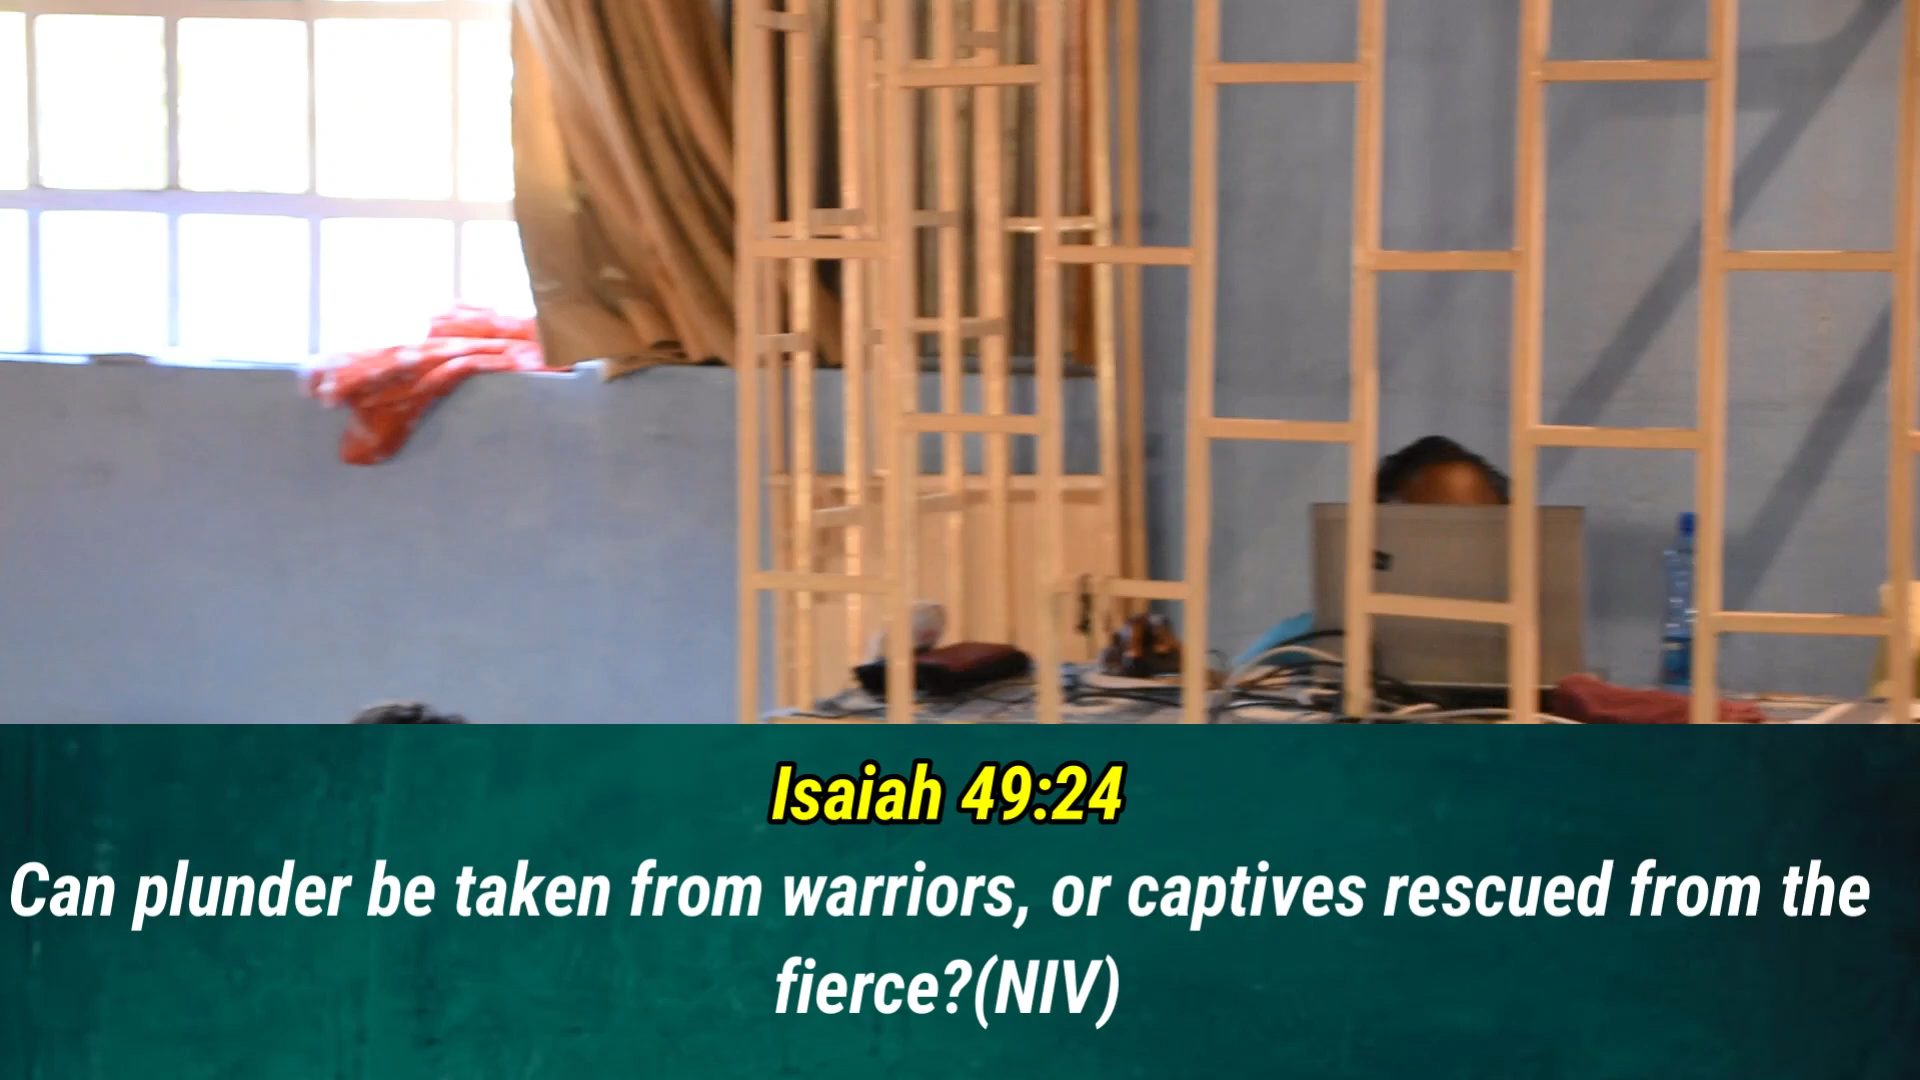 Isaiah 49:24
Can plunder be taken from warriors, or captives rescued from the
fierce?(NIV)